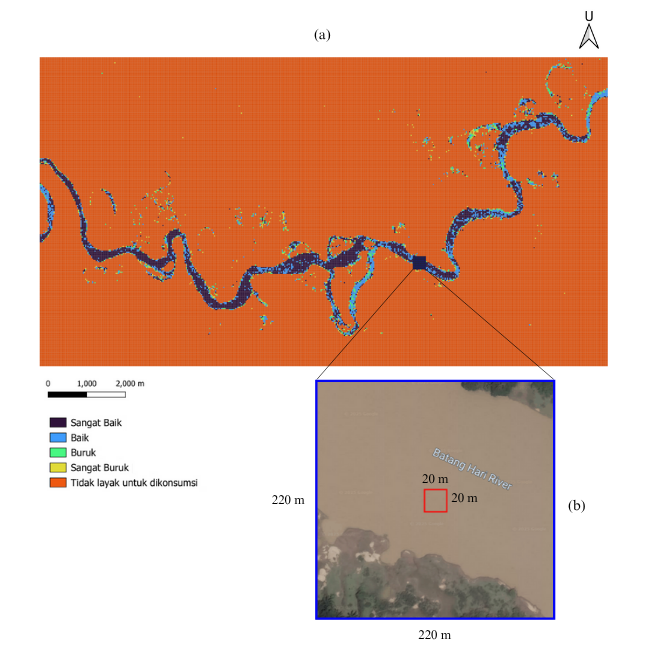 U
(a)
0 1,000 2,000 m
Sangat Baik
Baik
Buruk
Sangat Buruk
Tidak layak untuk dikonsumsi
Batang Hari River
20 m
20 m
220 m
(b)
220 m